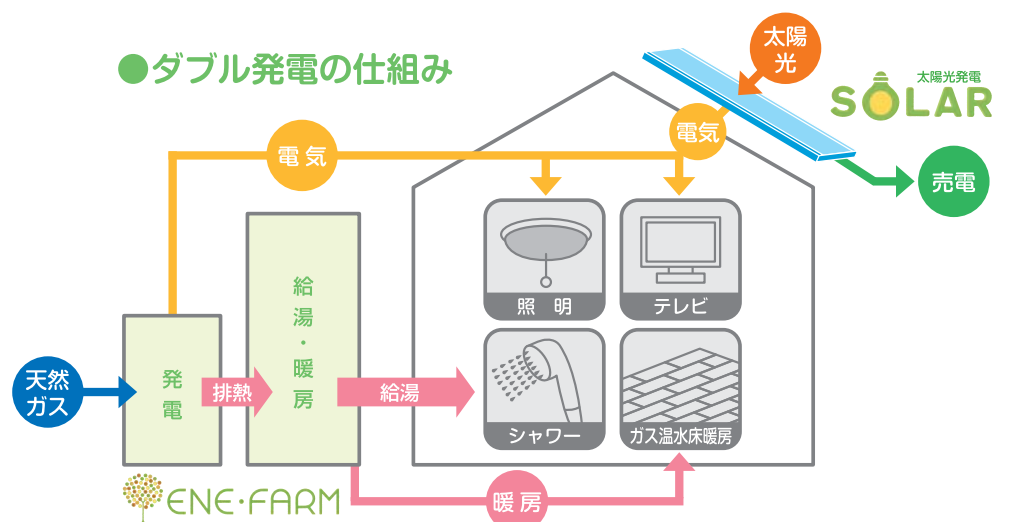 ●ダブル発電の仕組み
太陽
光
太陽光発電
SOLAR
電気
電気
売電
照明
テレビ
給湯・暖房
天然
ガス
発電
排熱
給湯
シャワー
ガス温水床暖房
暖房
ENE・FARM